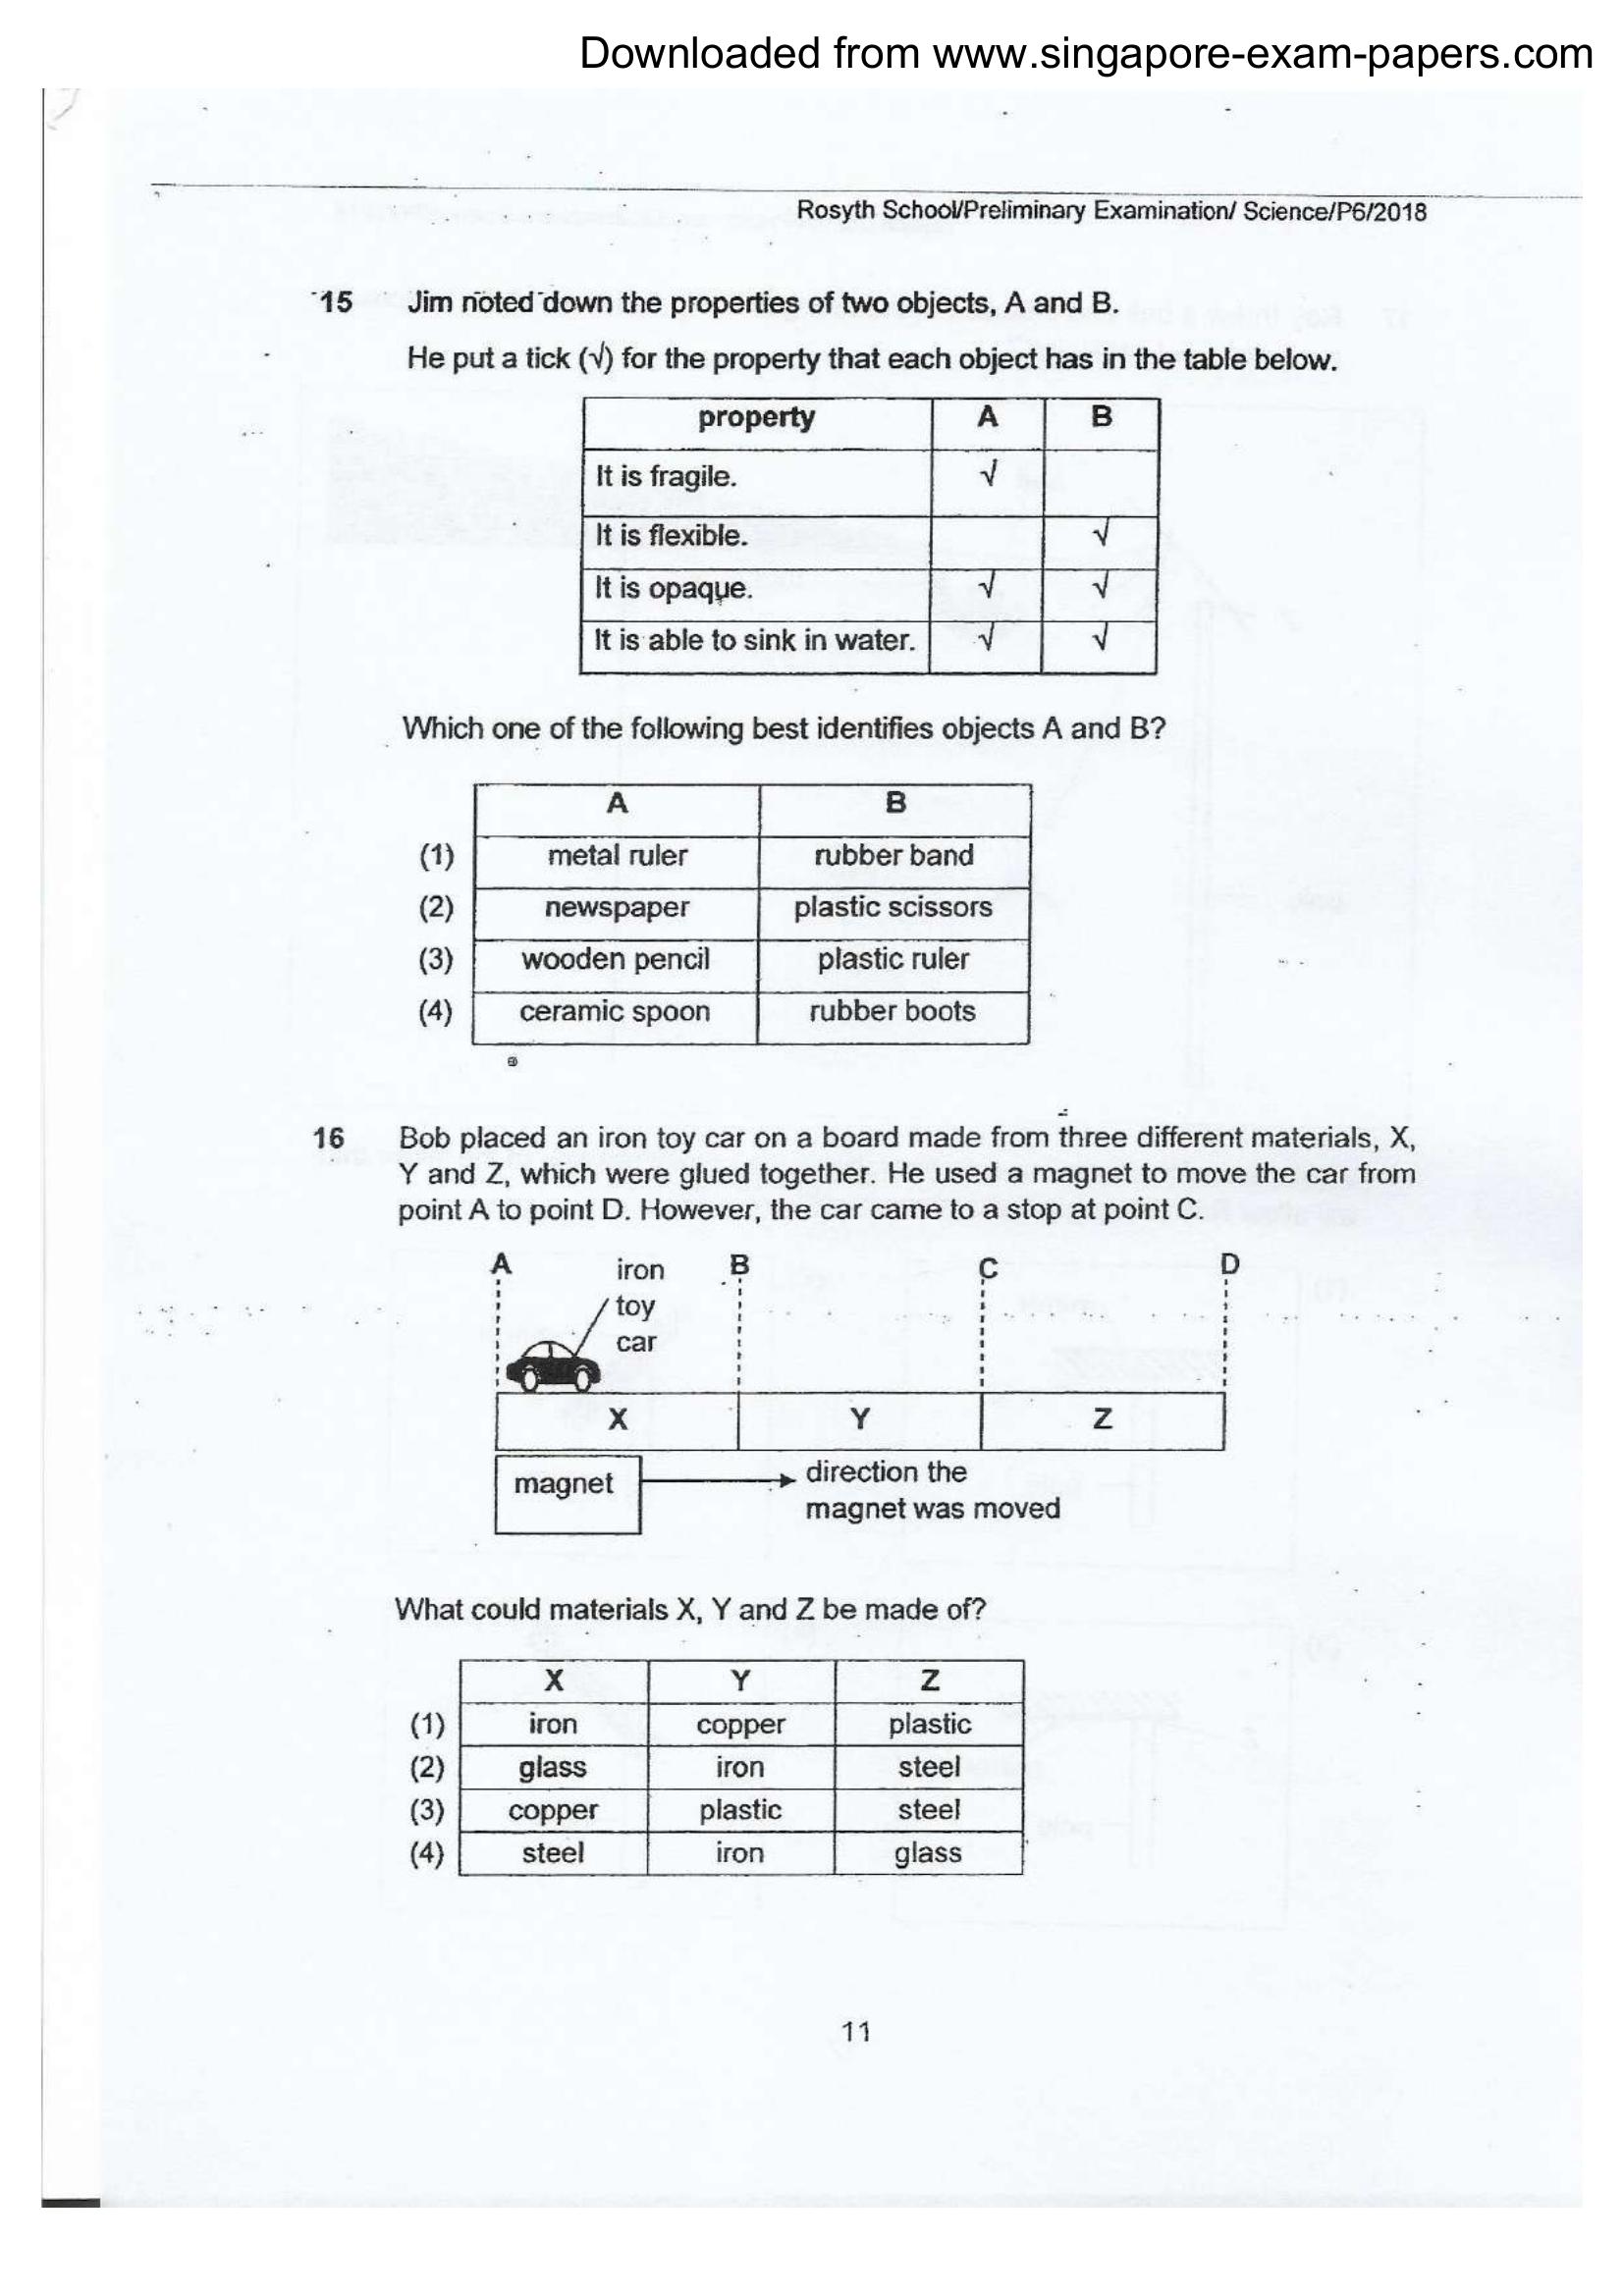 Downloaded from www.singapore-exam-papers.com
Rosyth School/Preliminary Examination/ Science/P6/2018
15 Jim noted down the properties of two objects, A and B.
He put a tick (√) for the property that each object has in the table below.
property A B
It is fragile. √
It is flexible. √
It is opaque. √ √
It is able to sink in water. √ √
Which one of the following best identifies objects A and B?
A B
(1) metal ruler rubber band
(2) newspaper plastic scissors
(3) wooden pencil plastic ruler
(4) ceramic spoon rubber boots
16 Bob placed an iron toy car on a board made from three different materials, X,
Y and Z, which were glued together. He used a magnet to move the car from
point A to point D. However, the car came to a stop at point C.
A B C D
iron
toy
car
X Y Z
magnet
direction the
magnet was moved
What could materials X, Y and Z be made of?
X Y Z
(1) iron copper plastic
(2) glass iron steel
(3) copper plastic steel
(4) steel iron glass
11